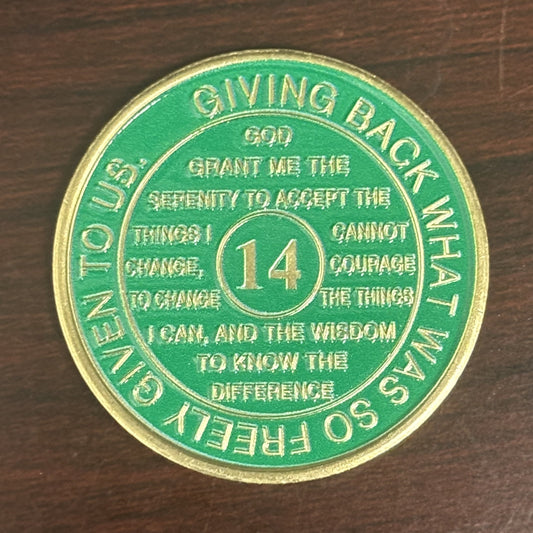 GIVING BACK WHAT WAS SO FREELY GIVEN TO US.
GOD
GRANT ME THE
SERENITY TO ACCEPT THE
THINGS I CANNOT
CHANGE, COURAGE
TO CHANGE THE THINGS
I CAN, AND THE WISDOM
TO KNOW THE
DIFFERENCE
14